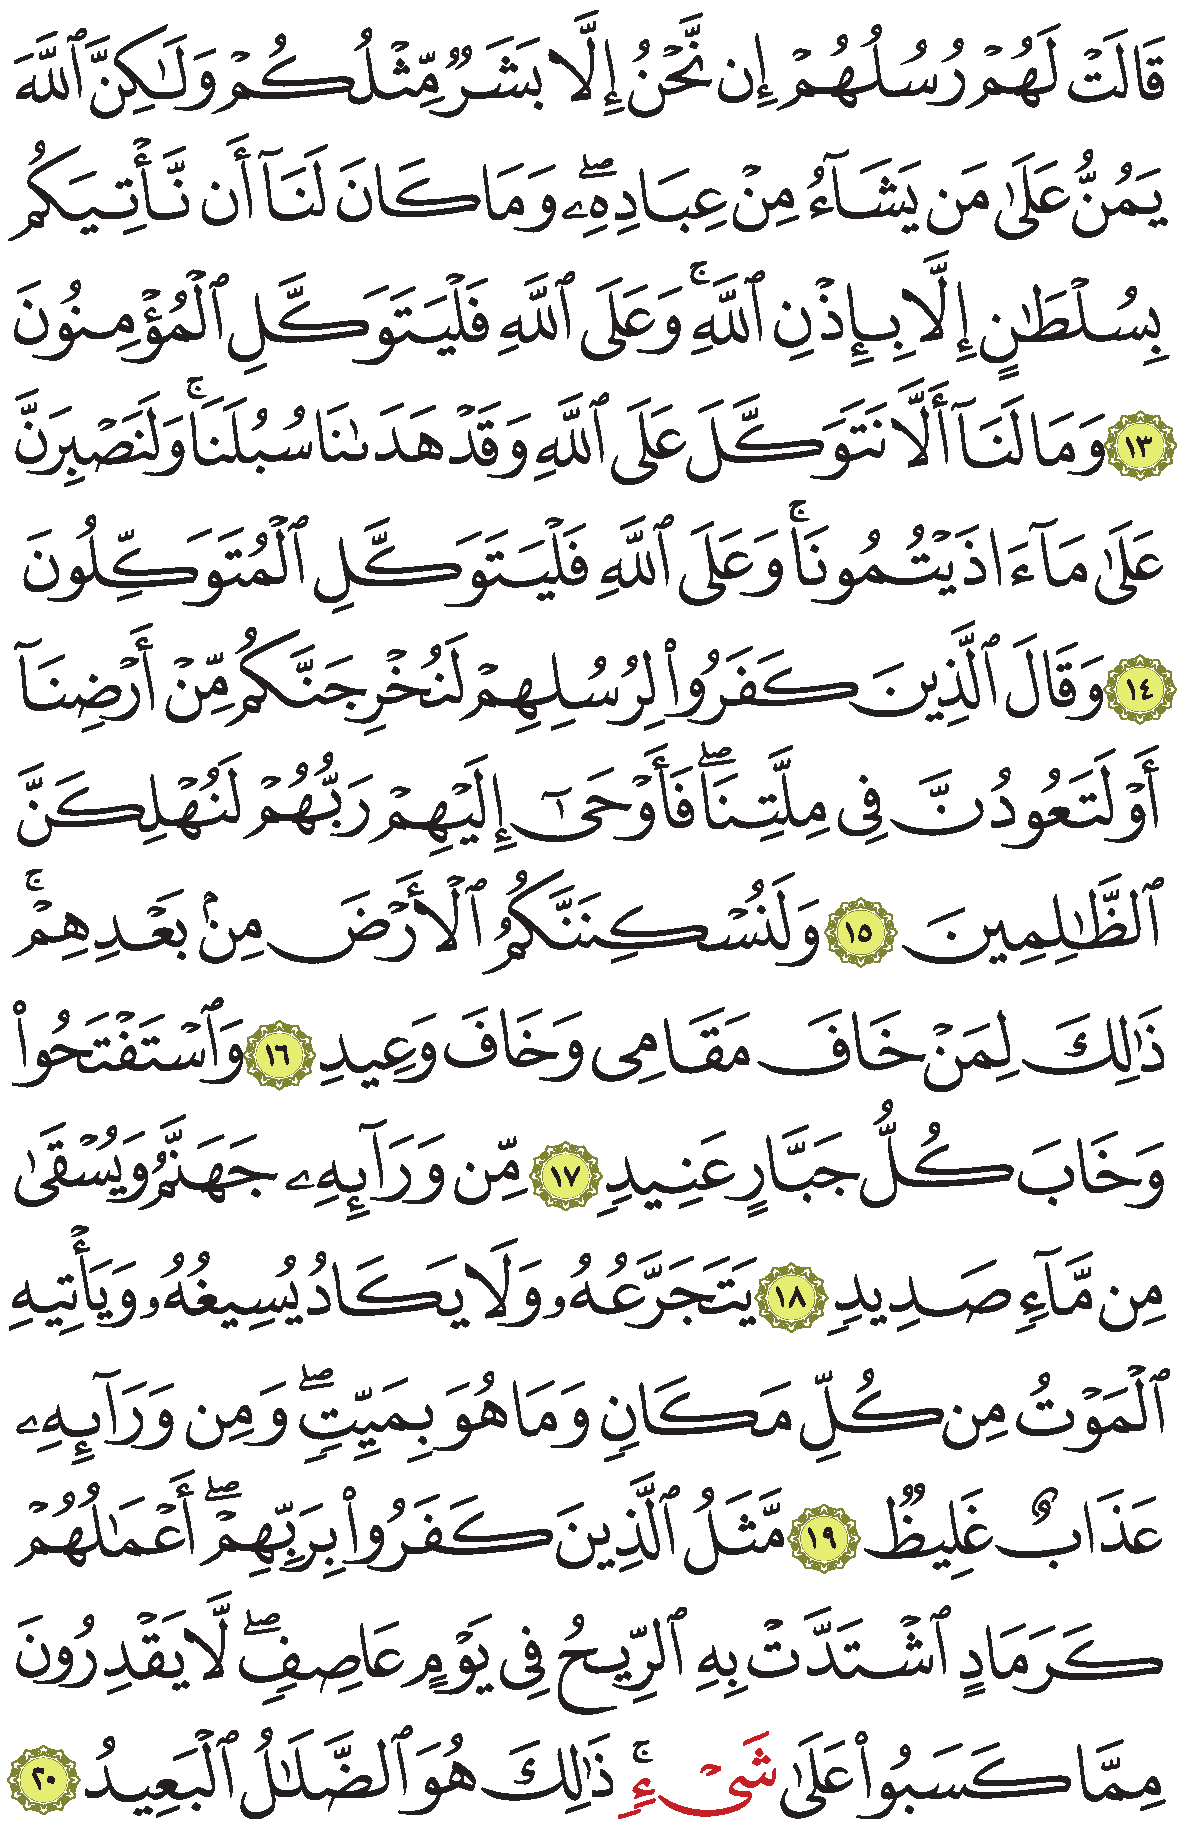 قَالَتۡ لَهُمۡ رُسُلُهُمۡ إِن نَّحۡنُ إِلَّا بَشَرٞ مِّثۡلُكُمۡ وَلَٰكِنَّ ٱللَّهَ
يَمُنُّ عَلَىٰ مَن يَشَآءُ مِنۡ عِبَادِهِۦۖ وَمَا كَانَ لَنَآ أَن نَّأۡتِيَكُم
بِسُلۡطَٰنٍ إِلَّا بِإِذۡنِ ٱللَّهِۚ وَعَلَى ٱللَّهِ فَلۡيَتَوَكَّلِ ٱلۡمُؤۡمِنُونَ
١٣ وَمَا لَنَآ أَلَّا نَتَوَكَّلَ عَلَى ٱللَّهِ وَقَدۡ هَدَىٰنَا سُبُلَنَاۚ وَلَنَصۡبِرَنَّ
عَلَىٰ مَآ ءَاذَيۡتُمُونَاۚ وَعَلَى ٱللَّهِ فَلۡيَتَوَكَّلِ ٱلۡمُتَوَكِّلُونَ
١٤ وَقَالَ ٱلَّذِينَ كَفَرُواْ لِرُسُلِهِمۡ لَنُخۡرِجَنَّكُم مِّنۡ أَرۡضِنَآ
أَوۡ لَتَعُودُنَّ فِي مِلَّتِنَاۖ فَأَوۡحَىٰٓ إِلَيۡهِمۡ رَبُّهُمۡ لَنُهۡلِكَنَّ
ٱلظَّٰلِمِينَ ١٥ وَلَنُسۡكِنَنَّكُمُ ٱلۡأَرۡضَ مِنۢ بَعۡدِهِمۡۚ
ذَٰلِكَ لِمَنۡ خَافَ مَقَامِي وَخَافَ وَعِيدِ ١٦ وَٱسۡتَفۡتَحُواْ
وَخَابَ كُلُّ جَبَّارٍ عَنِيدٖ ١٧ مِّن وَرَآئِهِۦ جَهَنَّمُ وَيُسۡقَىٰ
مِن مَّآءٖ صَدِيدٖ ١٨ يَتَجَرَّعُهُۥ وَلَا يَكَادُ يُسِيغُهُۥ وَيَأۡتِيهِ
ٱلۡمَوۡتُ مِن كُلِّ مَكَانٖ وَمَا هُوَ بِمَيِّتٖۖ وَمِن وَرَآئِهِۦ
عَذَابٌ غَلِيظٞ ١٩ مَّثَلُ ٱلَّذِينَ كَفَرُواْ بِرَبِّهِمۡۖ أَعۡمَٰلُهُمۡ
كَرَمَادٍ ٱشۡتَدَّتۡ بِهِ ٱلرِّيحُ فِي يَوۡمٍ عَاصِفٖۖ لَّا يَقۡدِرُونَ
مِمَّا كَسَبُواْ عَلَىٰ شَيۡءٖۚ ذَٰلِكَ هُوَ ٱلضَّلَٰلُ ٱلۡبَعِيدُ ٢٠